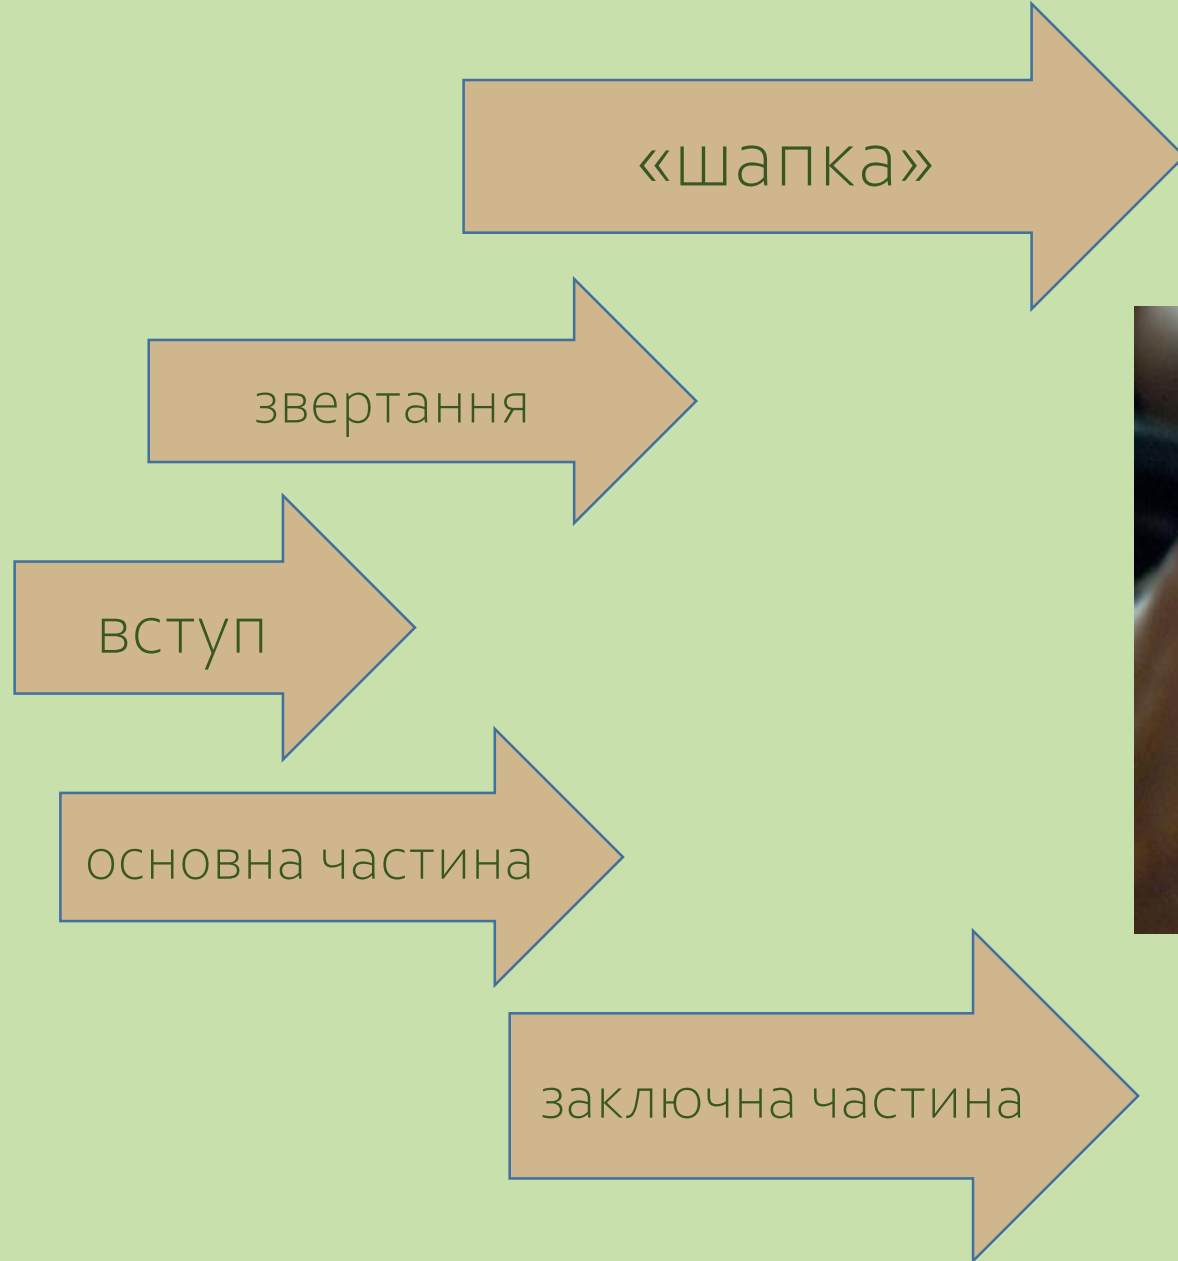 «шапка»
звертання
вступ
основна частина
заключна частина